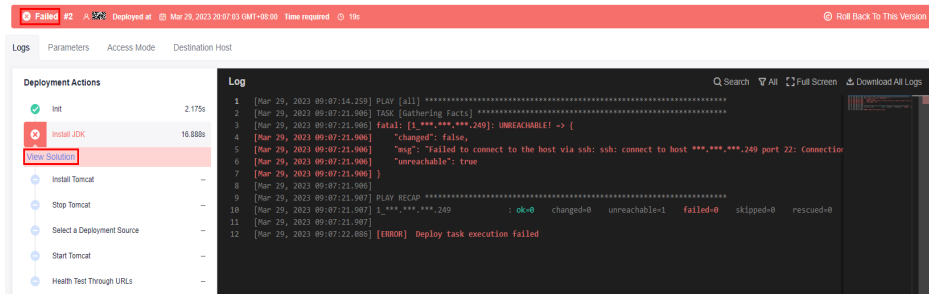 Failed #2 Deployed at Mar 29, 2023 20:07:03 GMT+08:00 Time required 19s Roll Back To This Version
Logs Parameters Access Mode Destination Host
Deployment Actions
Init 2.175s
Install JDK 16.888s
View Solution
Install Tomcat --
Stop Tomcat --
Select a Deployment Source --
Start Tomcat --
Health Test Through URLs --
Log Search All Full Screen Download All Logs
1 [Mar 29, 2023 09:07:14.259] PLAY [all] **********************************************************************
2 [Mar 29, 2023 09:07:21.906] TASK [Gathering Facts] **********************************************************
3 [Mar 29, 2023 09:07:21.906] fatal: [1_***.***.***.249]: UNREACHABLE! => {
4 [Mar 29, 2023 09:07:21.906] "changed": false,
5 [Mar 29, 2023 09:07:21.906] "msg": "Failed to connect to the host via ssh: ssh: connect to host ***.***.***.249 port 22: Connection
6 [Mar 29, 2023 09:07:21.906] "unreachable": true
7 [Mar 29, 2023 09:07:21.906] }
8 [Mar 29, 2023 09:07:21.906]
9 [Mar 29, 2023 09:07:21.907] PLAY RECAP **********************************************************************
10 [Mar 29, 2023 09:07:21.907] 1_***.***.***.249 : ok=0 changed=0 unreachable=1 failed=0 skipped=0 rescued=0
11 [Mar 29, 2023 09:07:21.907]
12 [Mar 29, 2023 09:07:22.086] [ERROR] Deploy task execution failed